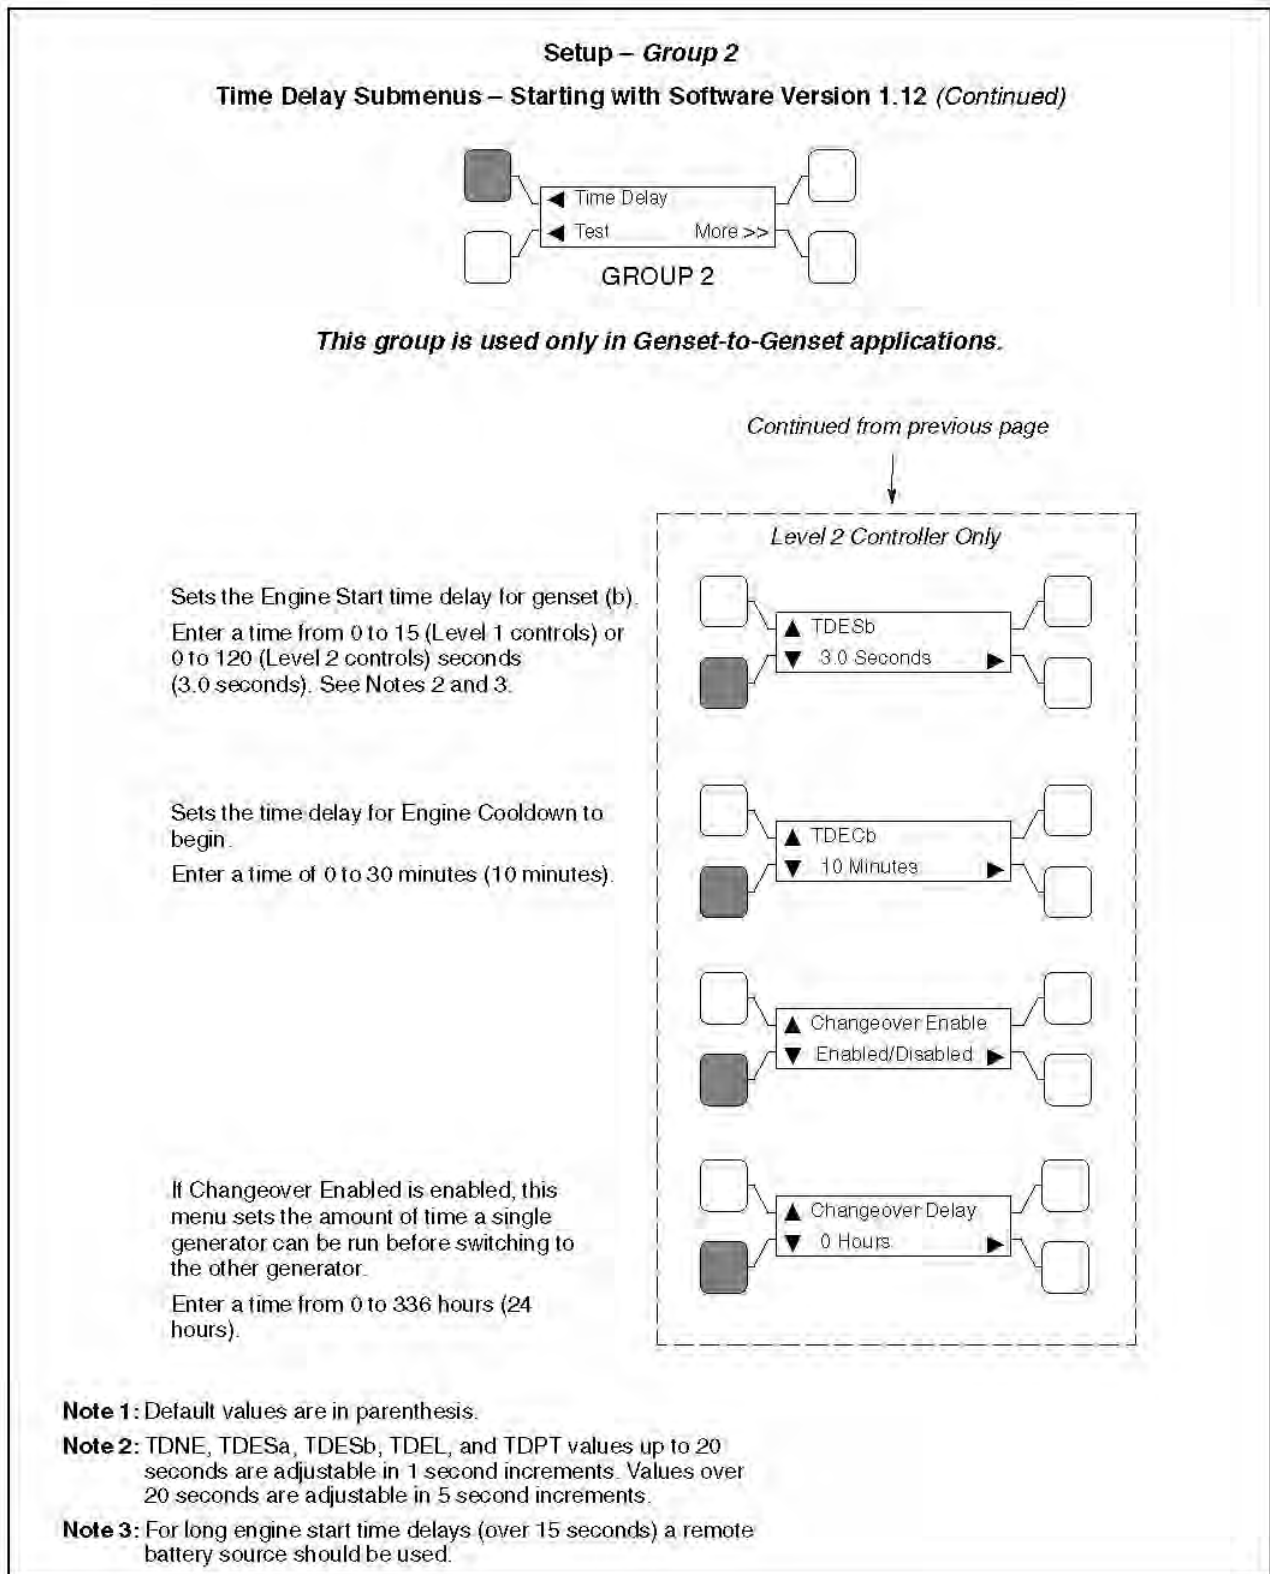 Setup – Group 2
Time Delay Submenus – Starting with Software Version 1.12 (Continued)
◀ Time Delay
◀ Test More >>
GROUP 2
This group is used only in Genset-to-Genset applications.
Continued from previous page
Level 2 Controller Only
Sets the Engine Start time delay for genset (b).
Enter a time from 0 to 15 (Level 1 controls) or
0 to 120 (Level 2 controls) seconds
(3.0 seconds). See Notes 2 and 3.
▲ TDESb
▼ 3.0 Seconds ▶
Sets the time delay for Engine Cooldown to
begin.
Enter a time of 0 to 30 minutes (10 minutes).
▲ TDECb
▼ 10 Minutes ▶
▲ Changeover Enable
▼ Enabled/Disabled ▶
If Changeover Enabled is enabled, this
menu sets the amount of time a single
generator can be run before switching to
the other generator.
Enter a time from 0 to 336 hours (24
hours).
▲ Changeover Delay
▼ 0 Hours ▶
Note 1: Default values are in parenthesis.
Note 2: TDNE, TDESa, TDESb, TDEL, and TDPT values up to 20
seconds are adjustable in 1 second increments. Values over
20 seconds are adjustable in 5 second increments.
Note 3: For long engine start time delays (over 15 seconds) a remote
battery source should be used.